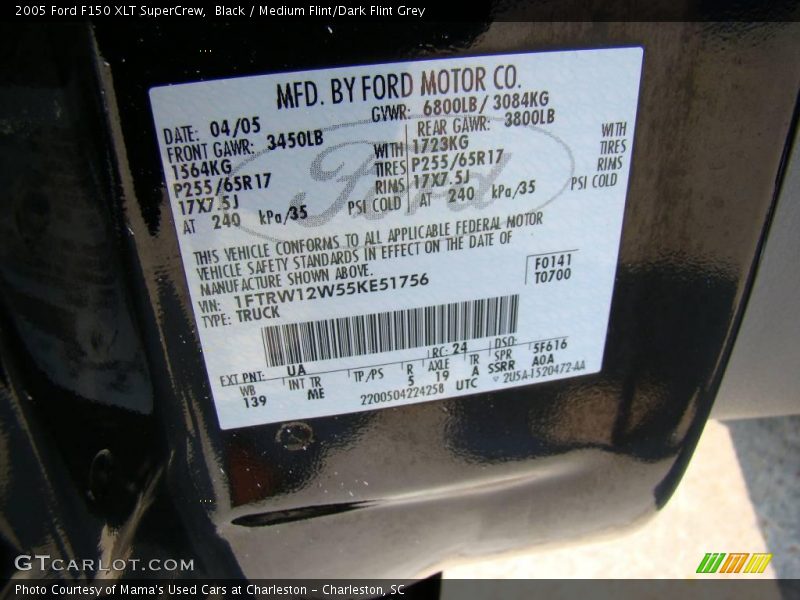 2005 Ford F150 XLT SuperCrew, Black / Medium Flint/Dark Flint Grey
MFD. BY FORD MOTOR CO.
DATE: 04/05 GVWR: 6800LB/ 3084KG
FRONT GAWR: 3450LB REAR GAWR: 3800LB
1564KG WITH 1723KG WITH
P255/65R17 TIRES P255/65R17 TIRES
17X7.5J RIMS 17X7.5J RIMS
AT 240 kPa/35 PSI COLD AT 240 kPa/35 PSI COLD
Ford
THIS VEHICLE CONFORMS TO ALL APPLICABLE FEDERAL MOTOR
VEHICLE SAFETY STANDARDS IN EFFECT ON THE DATE OF
MANUFACTURE SHOWN ABOVE.
VIN: 1FTRW12W55KE51756 F0141
TYPE: TRUCK T0700
EXT PNT: UA RC: 24 DSO: 5F616
WB INT TR TP/PS R AXLE TR SPR
139 ME 5 19 A SSRR A0A
2200504224258 UTC 2U5A-1520472-AA
GTCARLOT.COM
Photo Courtesy of Mama's Used Cars at Charleston - Charleston, SC